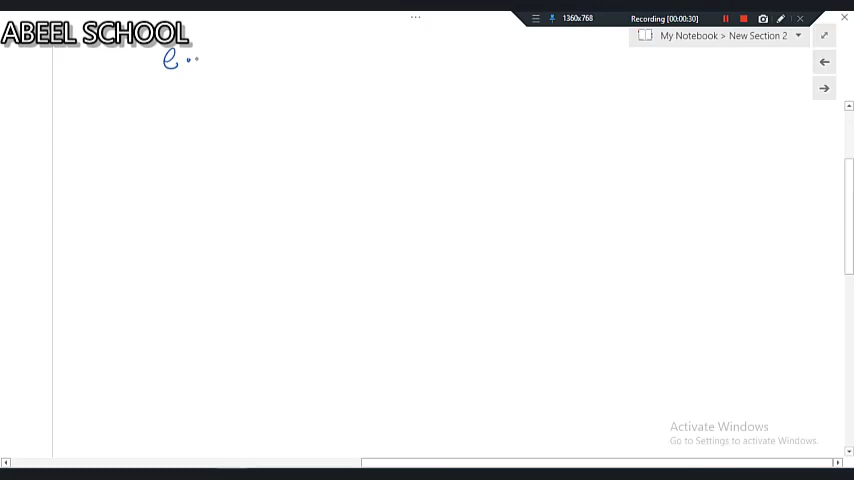 1360x768 Recording [00:00:30]
ABEEL SCHOOL
My Notebook > New Section 2
e..
Activate Windows
Go to Settings to activate Windows.